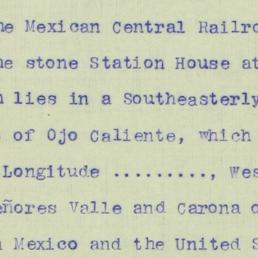 he Mexican Central Railro
he stone Station House at
n lies in a Southeasterly
of Ojo Caliente, which
Longitude ........., Wes
eñores Valle and Carona o
n Mexico and the United S